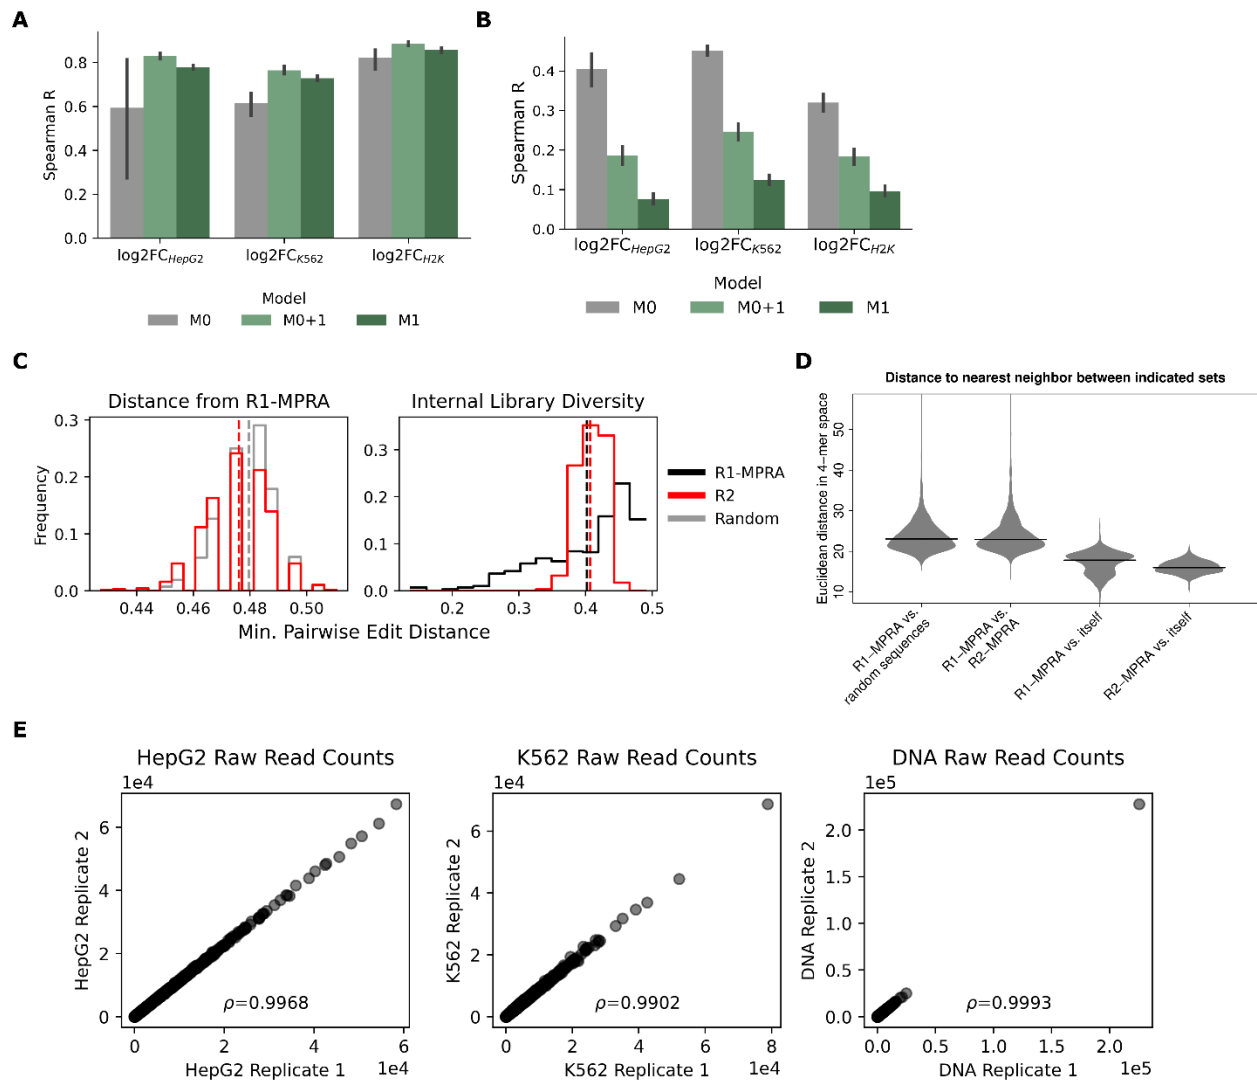 A
Spearman R
0.8
0.6
0.4
0.2
0.0
log2FC_HepG2
log2FC_K562
log2FC_H2K
Model
M0
M0+1
M1
B
Spearman R
0.4
0.3
0.2
0.1
0.0
log2FC_HepG2
log2FC_K562
log2FC_H2K
Model
M0
M0+1
M1
C
Distance from R1-MPRA
Frequency
0.3
0.2
0.1
0.0
0.44
0.46
0.48
0.50
Internal Library Diversity
0.3
0.2
0.1
0.0
0.2
0.3
0.4
0.5
Min. Pairwise Edit Distance
R1-MPRA
R2
Random
D
Distance to nearest neighbor between indicated sets
Euclidean distance in 4−mer space
50
40
30
20
10
R1−MPRA vs.
random sequences
R1−MPRA vs.
R2−MPRA
R1−MPRA vs. itself
R2−MPRA vs. itself
E
HepG2 Raw Read Counts
1e4
HepG2 Replicate 2
6
4
2
0
ρ=0.9968
0
2
4
6
HepG2 Replicate 1
1e4
K562 Raw Read Counts
1e4
K562 Replicate 2
6
4
2
0
ρ=0.9902
0
2
4
6
8
K562 Replicate 1
1e4
DNA Raw Read Counts
1e5
DNA Replicate 2
2.0
1.5
1.0
0.5
0.0
ρ=0.9993
0.0
0.5
1.0
1.5
2.0
DNA Replicate 1
1e5